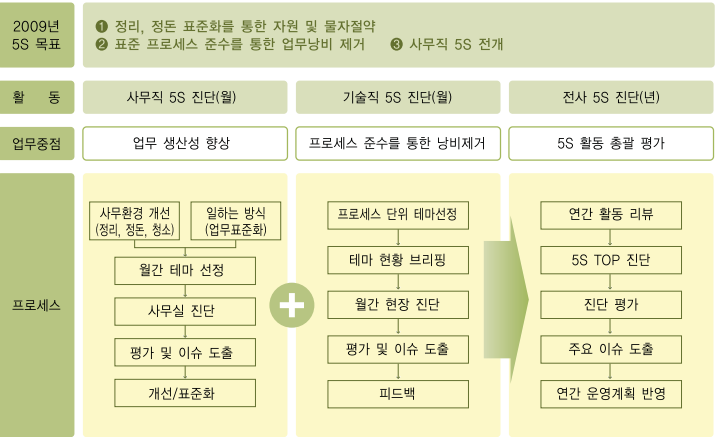 2009년
5S 목표
❶ 정리, 정돈 표준화를 통한 자원 및 물자절약
❷ 표준 프로세스 준수를 통한 업무낭비 제거 ❸ 사무직 5S 전개
활 동
사무직 5S 진단(월)
기술직 5S 진단(월)
전사 5S 진단(년)
업무중점
업무 생산성 향상
프로세스 준수를 통한 낭비제거
5S 활동 총괄 평가
프로세스
사무환경 개선
(정리, 정돈, 청소)
일하는 방식
(업무표준화)
월간 테마 선정
사무실 진단
평가 및 이슈 도출
개선/표준화
프로세스 단위 테마선정
테마 현황 브리핑
월간 현장 진단
평가 및 이슈 도출
피드백
연간 활동 리뷰
5S TOP 진단
진단 평가
주요 이슈 도출
연간 운영계획 반영